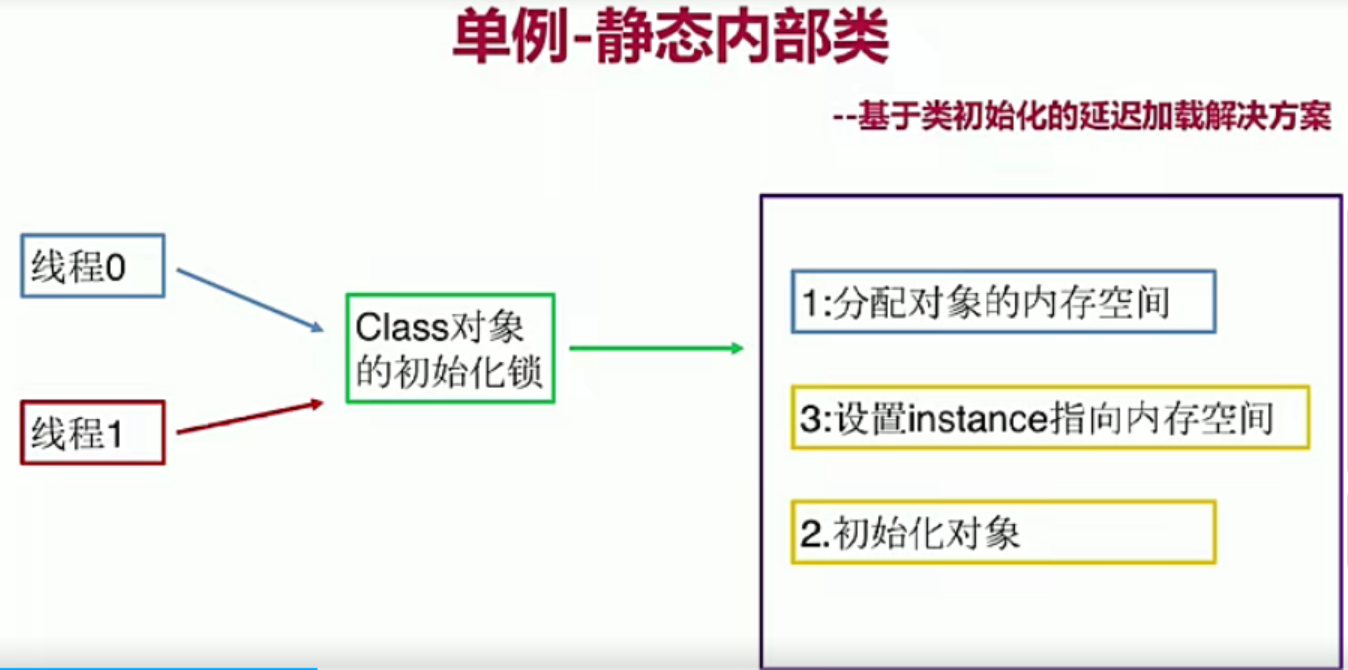 单例-静态内部类
--基于类初始化的延迟加载解决方案
线程0
线程1
Class对象
的初始化锁
1:分配对象的内存空间
3:设置instance指向内存空间
2.初始化对象